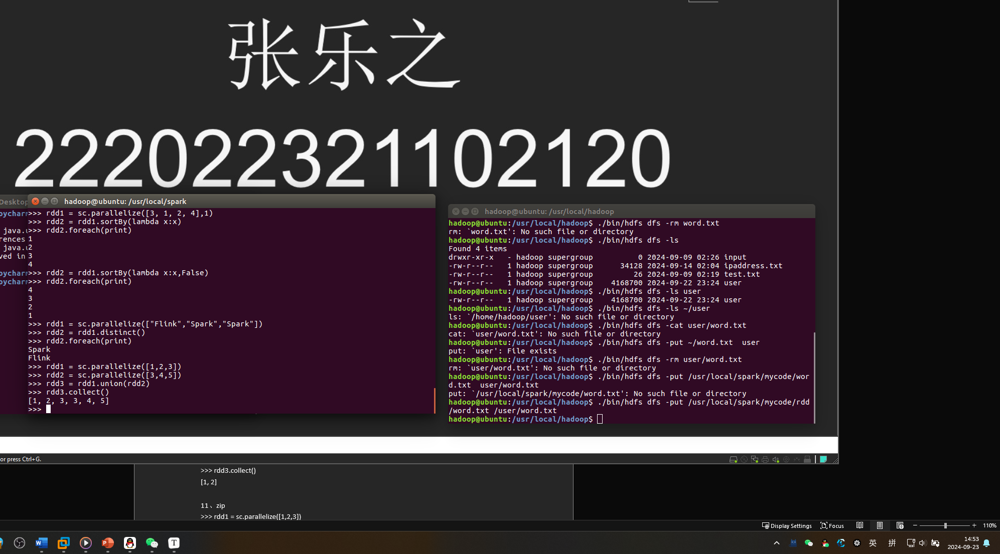 张乐之
222022321102120
Desktop
hadoop@ubuntu: /usr/local/spark
pycharm
java.u
rences
java.u
ved in
pycharm
pycharm
>>> rdd1 = sc.parallelize([3, 1, 2, 4],1)
>>> rdd2 = rdd1.sortBy(lambda x:x)
>>> rdd2.foreach(print)
1
2
3
4
>>> rdd2 = rdd1.sortBy(lambda x:x,False)
>>> rdd2.foreach(print)
4
3
2
1
>>> rdd1 = sc.parallelize(["Flink","Spark","Spark"])
>>> rdd2 = rdd1.distinct()
>>> rdd2.foreach(print)
Spark
Flink
>>> rdd1 = sc.parallelize([1,2,3])
>>> rdd2 = sc.parallelize([3,4,5])
>>> rdd3 = rdd1.union(rdd2)
>>> rdd3.collect()
[1, 2, 3, 3, 4, 5]
>>>
hadoop@ubuntu: /usr/local/hadoop
hadoop@ubuntu:/usr/local/hadoop$ ./bin/hdfs dfs -rm word.txt
rm: `word.txt': No such file or directory
hadoop@ubuntu:/usr/local/hadoop$ ./bin/hdfs dfs -ls
Found 4 items
drwxr-xr-x   - hadoop supergroup          0 2024-09-09 02:26 input
-rw-r--r--   1 hadoop supergroup      34128 2024-09-14 02:04 ipaddress.txt
-rw-r--r--   1 hadoop supergroup         26 2024-09-09 02:19 test.txt
-rw-r--r--   1 hadoop supergroup    4168700 2024-09-22 23:24 user
hadoop@ubuntu:/usr/local/hadoop$ ./bin/hdfs dfs -ls user
-rw-r--r--   1 hadoop supergroup    4168700 2024-09-22 23:24 user
hadoop@ubuntu:/usr/local/hadoop$ ./bin/hdfs dfs -ls ~/user
ls: `/home/hadoop/user': No such file or directory
hadoop@ubuntu:/usr/local/hadoop$ ./bin/hdfs dfs -cat user/word.txt
cat: `user/word.txt': No such file or directory
hadoop@ubuntu:/usr/local/hadoop$ ./bin/hdfs dfs -put ~/word.txt  user
put: `user': File exists
hadoop@ubuntu:/usr/local/hadoop$ ./bin/hdfs dfs -rm user/word.txt
rm: `user/word.txt': No such file or directory
hadoop@ubuntu:/usr/local/hadoop$ ./bin/hdfs dfs -put /usr/local/spark/mycode/wor
d.txt  user/word.txt
put: `/usr/local/spark/mycode/word.txt': No such file or directory
hadoop@ubuntu:/usr/local/hadoop$ ./bin/hdfs dfs -put /usr/local/spark/mycode/rdd
/word.txt /user/word.txt
hadoop@ubuntu:/usr/local/hadoop$
or press Ctrl+G.
>>> rdd3.collect()
[1, 2]
11、zip
>>> rdd1 = sc.parallelize([1,2,3])
Display Settings Focus 110%
英 拼 14:53
2024-09-23